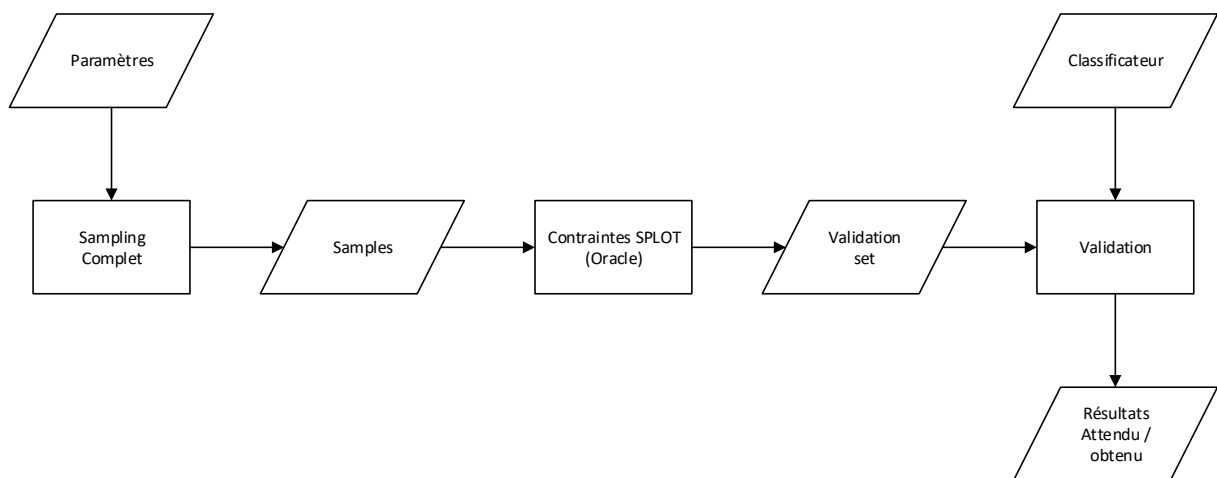 Paramètres
Classificateur
Sampling
Complet
Samples
Contraintes SPLOT
(Oracle)
Validation
set
Validation
Résultats
Attendu /
obtenu